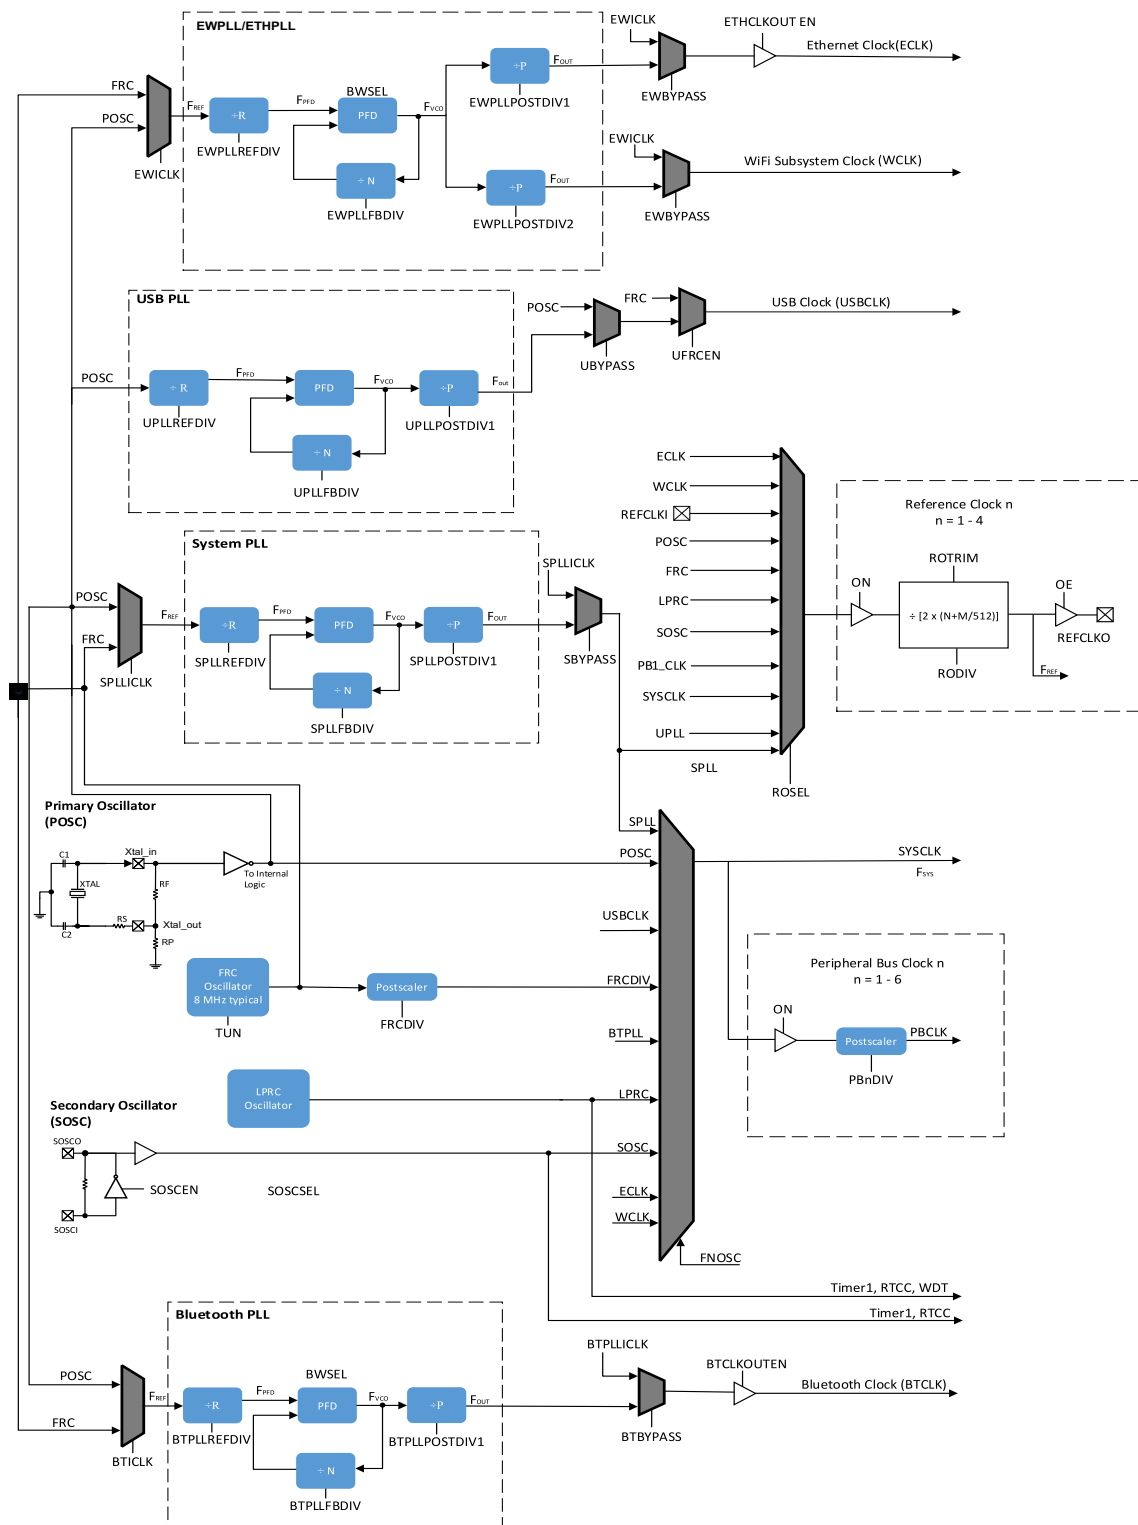 EWPLL/ETHPLL
EWICLK
ETHCLKOUT EN
Ethernet Clock(ECLK)
FRC
POSC
FREF
÷R
FPFD
BWSEL
PFD
FVCO
÷P
FOUT
EWPLLPOSTDIV1
EWBYPASS
EWPLLREFDIV
EWICLK
÷ N
EWPLLFBDIV
÷P
FOUT
EWPLLPOSTDIV2
EWICLK
WiFi Subsystem Clock (WCLK)
EWBYPASS
USB PLL
POSC
FRC
USB Clock (USBCLK)
UBYPASS
UFRCEN
POSC
÷ R
FPFD
PFD
FVCO
÷P
Fout
UPLLREFDIV
UPLLPOSTDIV1
÷ N
UPLLFBDIV
ECLK
WCLK
REFCLKI
POSC
FRC
LPRC
SOSC
PB1_CLK
SYSCLK
UPLL
SPLL
ROSEL
Reference Clock n
n = 1 - 4
ROTRIM
ON
÷ [2 x (N+M/512)]
OE
REFCLKO
RODIV
FREF
System PLL
SPLLICLK
POSC
FRC
FREF
÷R
FPFD
PFD
FVCO
÷P
FOUT
SPLLREFDIV
SPLLPOSTDIV1
SBYPASS
SPLLICLK
÷ N
SPLLFBDIV
Primary Oscillator
(POSC)
C1
Xtal_in
XTAL
RF
To Internal
Logic
C2
RS
Xtal_out
RP
SPLL
POSC
USBCLK
FRCDIV
BTPLL
LPRC
SOSC
ECLK
WCLK
FNOSC
SYSCLK
FSYS
FRC
Oscillator
8 MHz typical
TUN
Postscaler
FRCDIV
Peripheral Bus Clock n
n = 1 - 6
ON
Postscaler
PBCLK
PBnDIV
LPRC
Oscillator
Secondary Oscillator
(SOSC)
SOSCO
SOSCEN
SOSCSEL
SOSCI
Timer1, RTCC, WDT
Timer1, RTCC
Bluetooth PLL
BTPLLICLK
BTCLKOUTEN
Bluetooth Clock (BTCLK)
POSC
FRC
FREF
÷R
FPFD
BWSEL
PFD
FVCO
÷P
FOUT
BTPLLREFDIV
BTPLLPOSTDIV1
BTBYPASS
BTICLK
÷ N
BTPLLFBDIV